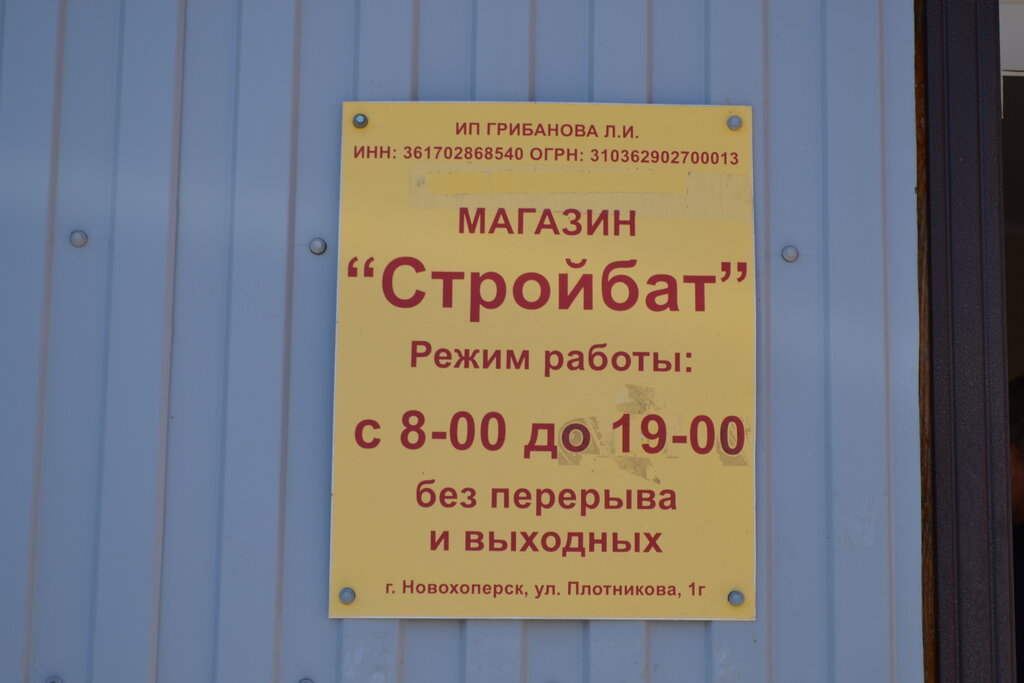 ИП ГРИБАНОВА Л.И.
ИНН: 361702868540 ОГРН: 310362902700013
МАГАЗИН
“Стройбат”
Режим работы:
с 8-00 до 19-00
без перерыва
и выходных
г. Новохоперск, ул. Плотникова, 1г